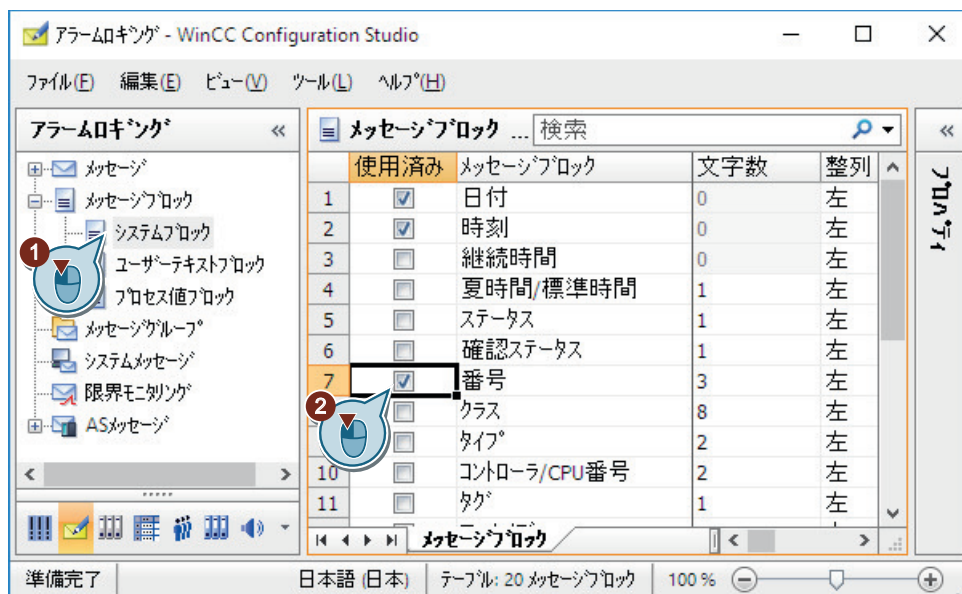 アラームロギング - WinCC Configuration Studio
ファイル(F) 編集(E) ビュー(V) ツール(L) ヘルプ(H)
アラームロギング «
メッセージ
メッセージブロック
システムブロック
1
ユーザーテキストブロック
プロセス値ブロック
メッセージグループ
システムメッセージ
限界モニタリング
ASメッセージ
メッセージブロック ... 検索
使用済み メッセージブロック 文字数 整列
1 日付 0 左
2 時刻 0 左
3 継続時間 0 左
4 夏時間/標準時間 1 左
5 ステータス 1 左
6 確認ステータス 1 左
7 番号 3 左
2
クラス 8 左
タイプ 2 左
10 コントローラ/CPU番号 2 左
11 タグ 1 左
メッセージブロック
«
プロパティ
準備完了 日本語 (日本) テーブル: 20 メッセージブロック 100 %